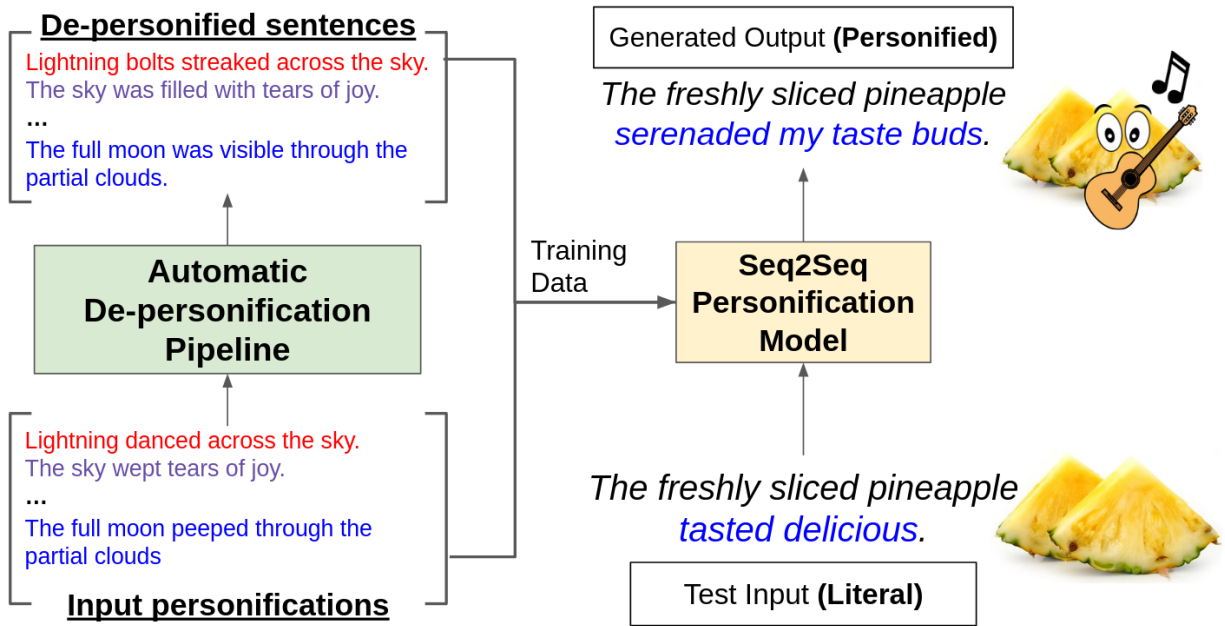 De-personified sentences
Lightning bolts streaked across the sky.
The sky was filled with tears of joy.
...
The full moon was visible through the
partial clouds.
Automatic
De-personification
Pipeline
Lightning danced across the sky.
The sky wept tears of joy.
...
The full moon peeped through the
partial clouds
Input personifications
Training
Data
Generated Output (Personified)
The freshly sliced pineapple
serenaded my taste buds.
Seq2Seq
Personification
Model
The freshly sliced pineapple
tasted delicious.
Test Input (Literal)